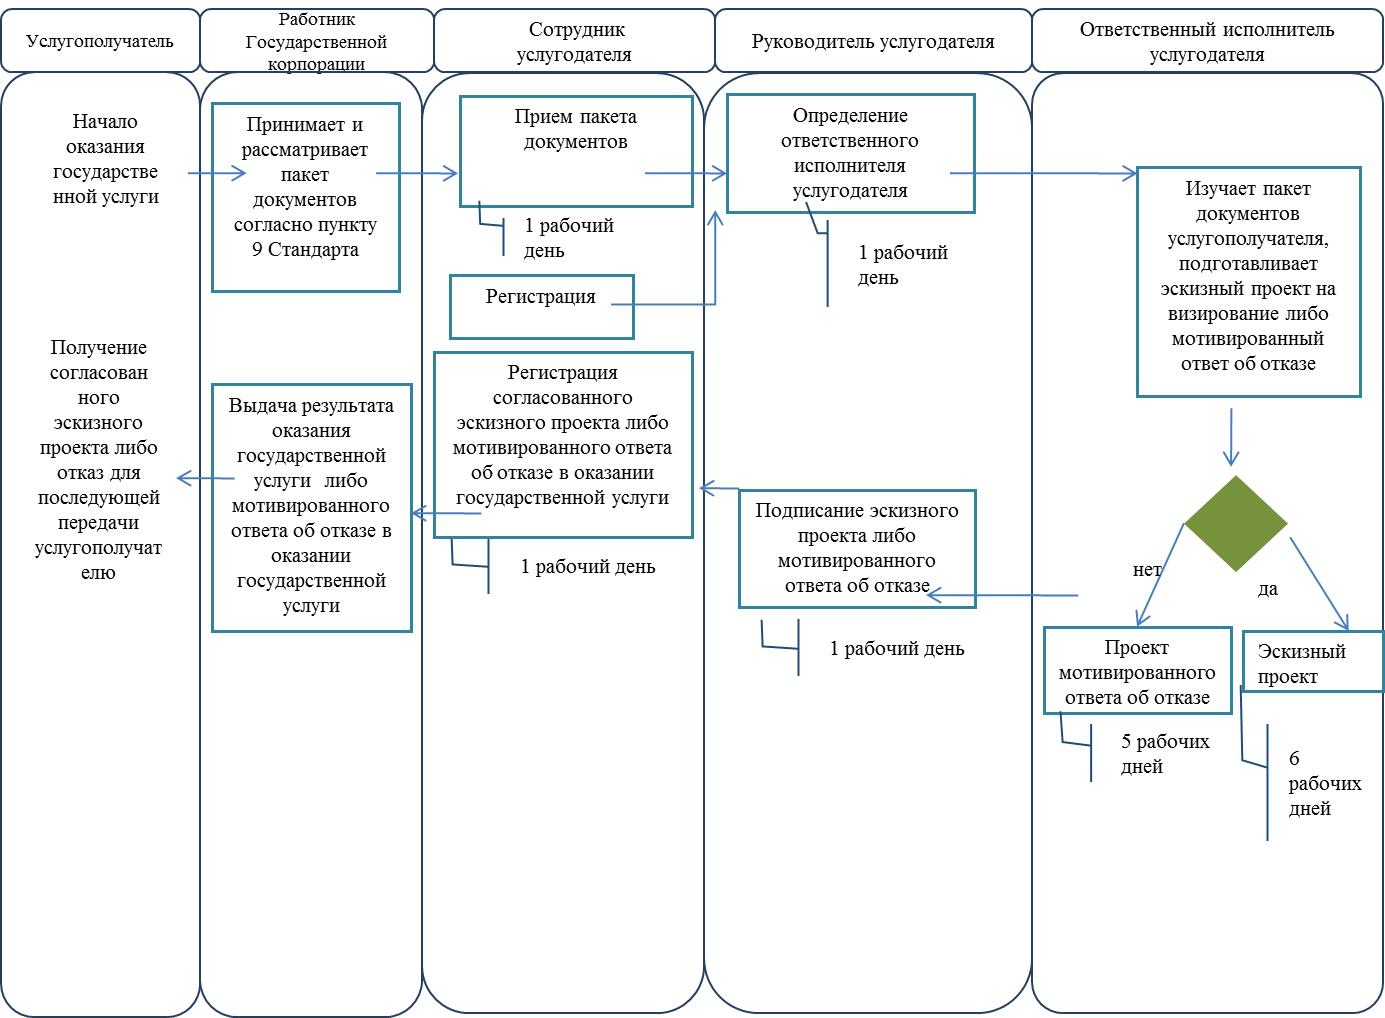 Услугополучатель
Работник
Государственной
корпорации
Сотрудник
услугодателя
Руководитель услугодателя
Ответственный исполнитель
услугодателя
Начало
оказания
государстве
нной услуги
Принимает и
рассматривает
пакет
документов
согласно пункту
9 Стандарта
Прием пакета
документов
1 рабочий
день
Регистрация
Определение
ответственного
исполнителя
услугодателя
1 рабочий
день
Изучает пакет
документов
услугополучателя,
подготавливает
эскизный проект на
визирование либо
мотивированный
ответ об отказе
Получение
согласован
ного
эскизного
проекта либо
отказ для
последующей
передачи
услугополучат
елю
Выдача результата
оказания
государственной
услуги либо
мотивированного
ответа об отказе в
оказании
государственной
услуги
Регистрация
согласованного
эскизного проекта либо
мотивированного ответа
об отказе в оказании
государственной услуги
1 рабочий день
Подписание эскизного
проекта либо
мотивированного
ответа об отказе
1 рабочий день
нет
да
Проект
мотивированного
ответа об отказе
5 рабочих
дней
Эскизный
проект
6
рабочих
дней